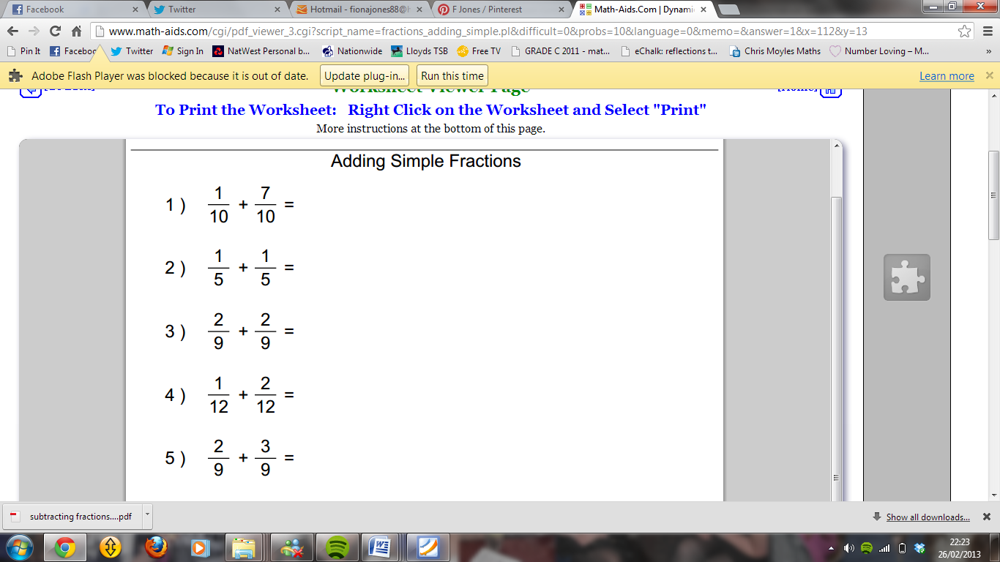 Facebook Twitter Hotmail - fionajones88@h F Jones / Pinterest Math-Aids.Com | Dynami
www.math-aids.com/cgi/pdf_viewer_3.cgi?script_name=fractions_adding_simple.pl&difficult=0&probs=10&language=0&memo=&answer=1&x=112&y=13
Pin It Faceboo Twitter Sign In NatWest Personal b... Nationwide Lloyds TSB Free TV GRADE C 2011 - mat... eChalk: reflections t... Chris Moyles Maths Number Loving – M... »
Adobe Flash Player was blocked because it is out of date. Update plug-in... Run this time Learn more
Worksheet Viewer Page [Home]
To Print the Worksheet: Right Click on the Worksheet and Select "Print"
More instructions at the bottom of this page.
Adding Simple Fractions
1 ) 1/10 + 7/10 =
2 ) 1/5 + 1/5 =
3 ) 2/9 + 2/9 =
4 ) 1/12 + 2/12 =
5 ) 2/9 + 3/9 =
subtracting fractions....pdf Show all downloads...
22:23
26/02/2013